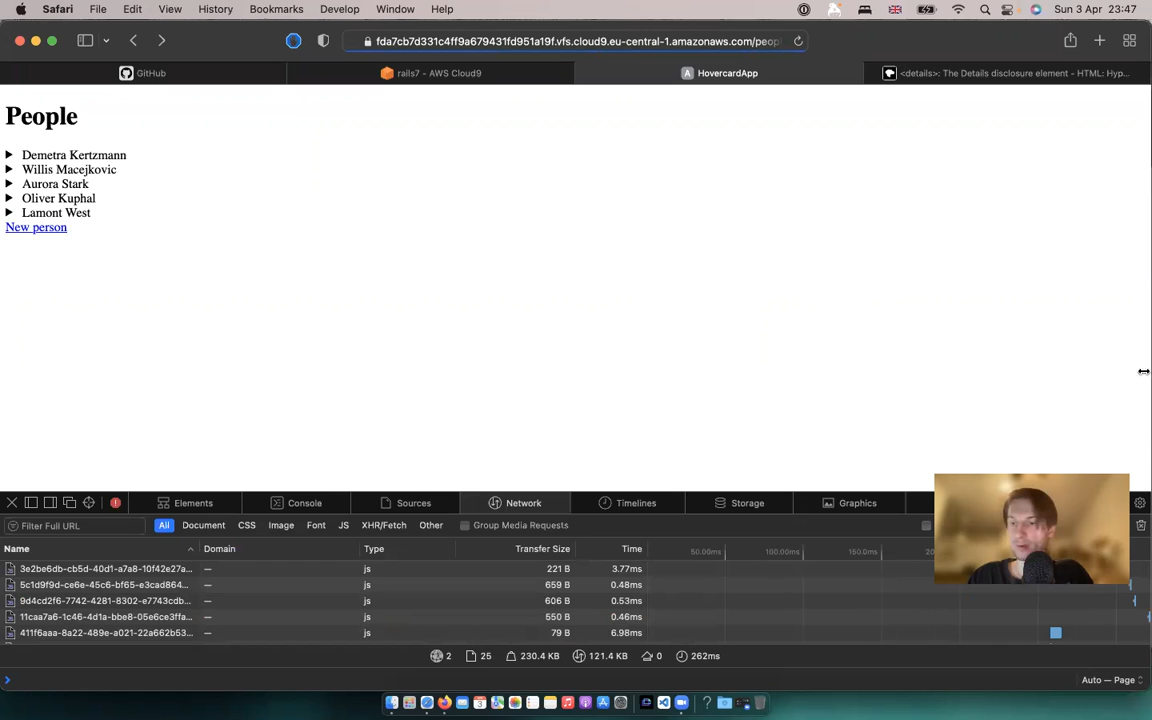 Safari File Edit View History Bookmarks Develop Window Help Sun 3 Apr 23:47
fda7cb7d331c4ff9a679431fd951a19f.vfs.cloud9.eu-central-1.amazonaws.com/peop
GitHub rails7 - AWS Cloud9 A HovercardApp <details>: The Details disclosure element - HTML: Hyp...
People
Demetra Kertzmann
Willis Macejkovic
Aurora Stark
Oliver Kuphal
Lamont West
New person
Elements Console Sources Network Timelines Storage Graphics
Filter Full URL All Document CSS Image Font JS XHR/Fetch Other Group Media Requests
Name Domain Type Transfer Size Time 50.00ms 100.00ms 150.0ms
3e2be6db-cb5d-40d1-a7a8-10f42e27a... — js 221 B 3.77ms
5c1d9f9d-ce6e-45c6-bf65-e3cad864... — js 659 B 0.48ms
9d4cd2f6-7742-4281-8302-e7743cdb... — js 606 B 0.53ms
11caa7a6-1c46-4d1a-bbe8-05e6ce3ffa... — js 550 B 0.46ms
411f6aaa-8a22-489e-a021-22a662b53... — js 79 B 6.98ms
2 25 230.4 KB 121.4 KB 0 262ms
Auto — Page